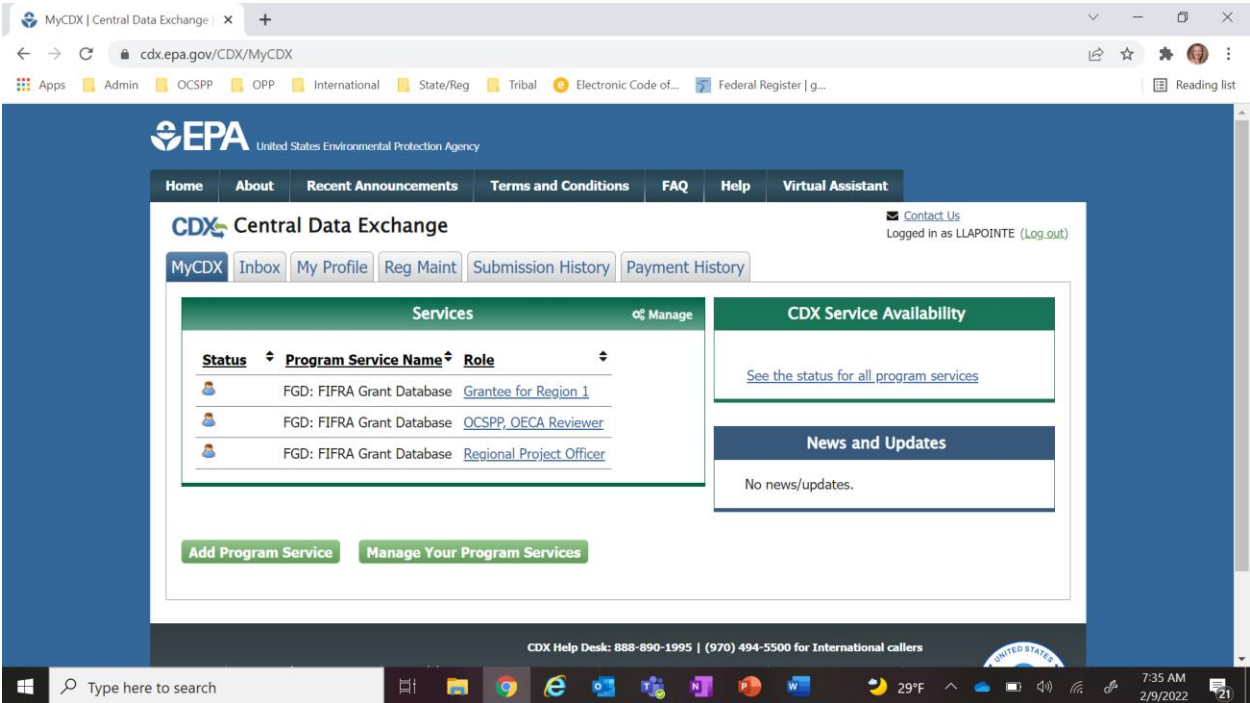 MyCDX | Central Data Exchange |
cdx.epa.gov/CDX/MyCDX
Apps Admin OCSPP OPP International State/Reg Tribal Electronic Code of... Federal Register | g... Reading list
EPA United States Environmental Protection Agency
Home About Recent Announcements Terms and Conditions FAQ Help Virtual Assistant
Contact Us
CDX Central Data Exchange
Logged in as LLAPOINTE (Log out)
MyCDX Inbox My Profile Reg Maint Submission History Payment History
Services Manage
Status Program Service Name Role
FGD: FIFRA Grant Database Grantee for Region 1
FGD: FIFRA Grant Database OCSPP, OECA Reviewer
FGD: FIFRA Grant Database Regional Project Officer
CDX Service Availability
See the status for all program services
News and Updates
No news/updates.
Add Program Service Manage Your Program Services
CDX Help Desk: 888-890-1995 | (970) 494-5500 for International callers
UNITED STATES
Type here to search
29°F
7:35 AM
2/9/2022
21